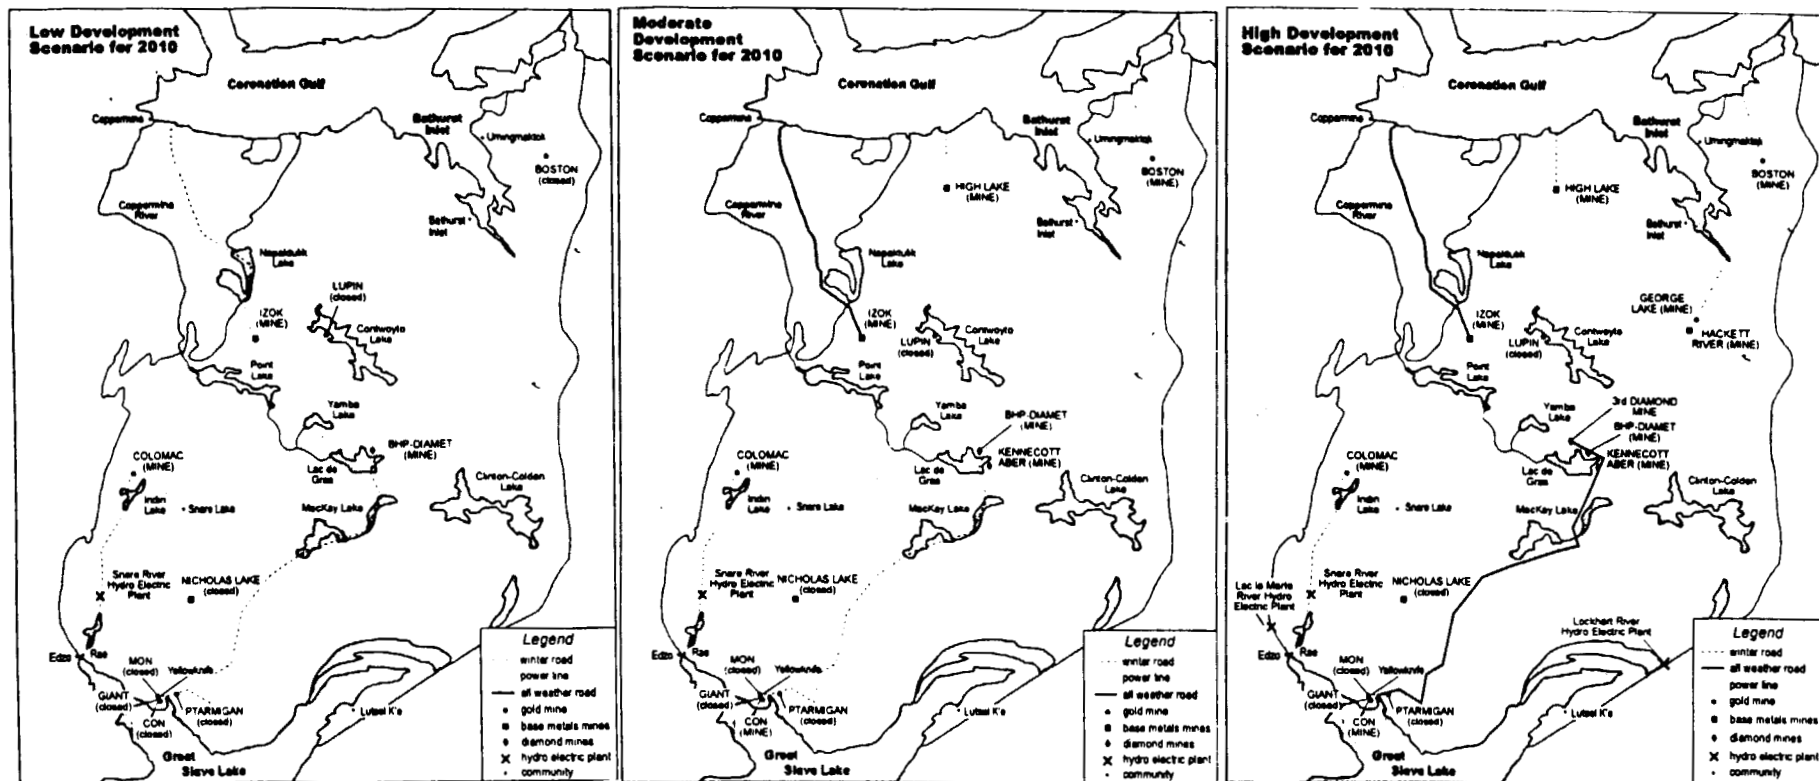 Low Development
Scenario for 2010
Coronation Gulf
Coppermine
Bathurst
Inlet
Umingmaktok
BOSTON
(closed)
Coppermine
River
Bathurst
Inlet
Napaktulik
Lake
LUPIN
(closed)
IZOK
(MINE)
Contwoyto
Lake
Point
Lake
Yamba
Lake
BHP-DIAMET
(MINE)
COLOMAC
(MINE)
Lac de
Gras
Clinton-Colden
Lake
Indin
Lake
Snare Lake
MacKay Lake
Snare River
Hydro Electric
Plant
NICHOLAS LAKE
(closed)
Edzo
Rae
MON
(closed)
Yellowknife
GIANT
(closed)
PTARMIGAN
(closed)
CON
(closed)
Lutsel K'e
Great
Slave Lake
Legend
winter road
power line
all weather road
gold mine
base metals mines
diamond mines
hydro electric plant
community
Moderate
Development
Scenario for 2010
Coronation Gulf
Coppermine
Bathurst
Inlet
Umingmaktok
BOSTON
(MINE)
HIGH LAKE
(MINE)
Coppermine
River
Bathurst
Inlet
Napaktulik
Lake
IZOK
(MINE)
LUPIN
(closed)
Contwoyto
Lake
Point
Lake
Yamba
Lake
BHP-DIAMET
(MINE)
COLOMAC
(MINE)
Lac de
Gras
KENNECOTT
ABER (MINE)
Clinton-Colden
Lake
Indin
Lake
Snare Lake
MacKay Lake
Snare River
Hydro Electric
Plant
NICHOLAS LAKE
(closed)
Edzo
Rae
MON
(closed)
Yellowknife
GIANT
(closed)
PTARMIGAN
(closed)
CON
(MINE)
Lutsel K'e
Great
Slave Lake
Legend
winter road
power line
all weather road
gold mine
base metals mines
diamond mines
hydro electric plant
community
High Development
Scenario for 2010
Coronation Gulf
Coppermine
Bathurst
Inlet
Umingmaktok
BOSTON
(MINE)
HIGH LAKE
(MINE)
Coppermine
River
Bathurst
Inlet
Napaktulik
Lake
GEORGE
LAKE (MINE)
HACKETT
RIVER (MINE)
IZOK
(MINE)
LUPIN
(closed)
Contwoyto
Lake
Point
Lake
Yamba
Lake
3rd DIAMOND
MINE
BHP-DIAMET
(MINE)
COLOMAC
(MINE)
Lac de
Gras
KENNECOTT
ABER (MINE)
Clinton-Colden
Lake
Indin
Lake
Snare Lake
MacKay Lake
Lac la Marte
River Hydro
Electric Plant
Snare River
Hydro Electric
Plant
NICHOLAS LAKE
(closed)
Lockhart River
Hydro Electric Plant
Edzo
Rae
MON
(closed)
Yellowknife
GIANT
(closed)
PTARMIGAN
(closed)
CON
(MINE)
Lutsel K'e
Great
Slave Lake
Legend
winter road
all weather road
power line
gold mine
base metals mines
diamond mines
hydro electric plant
community